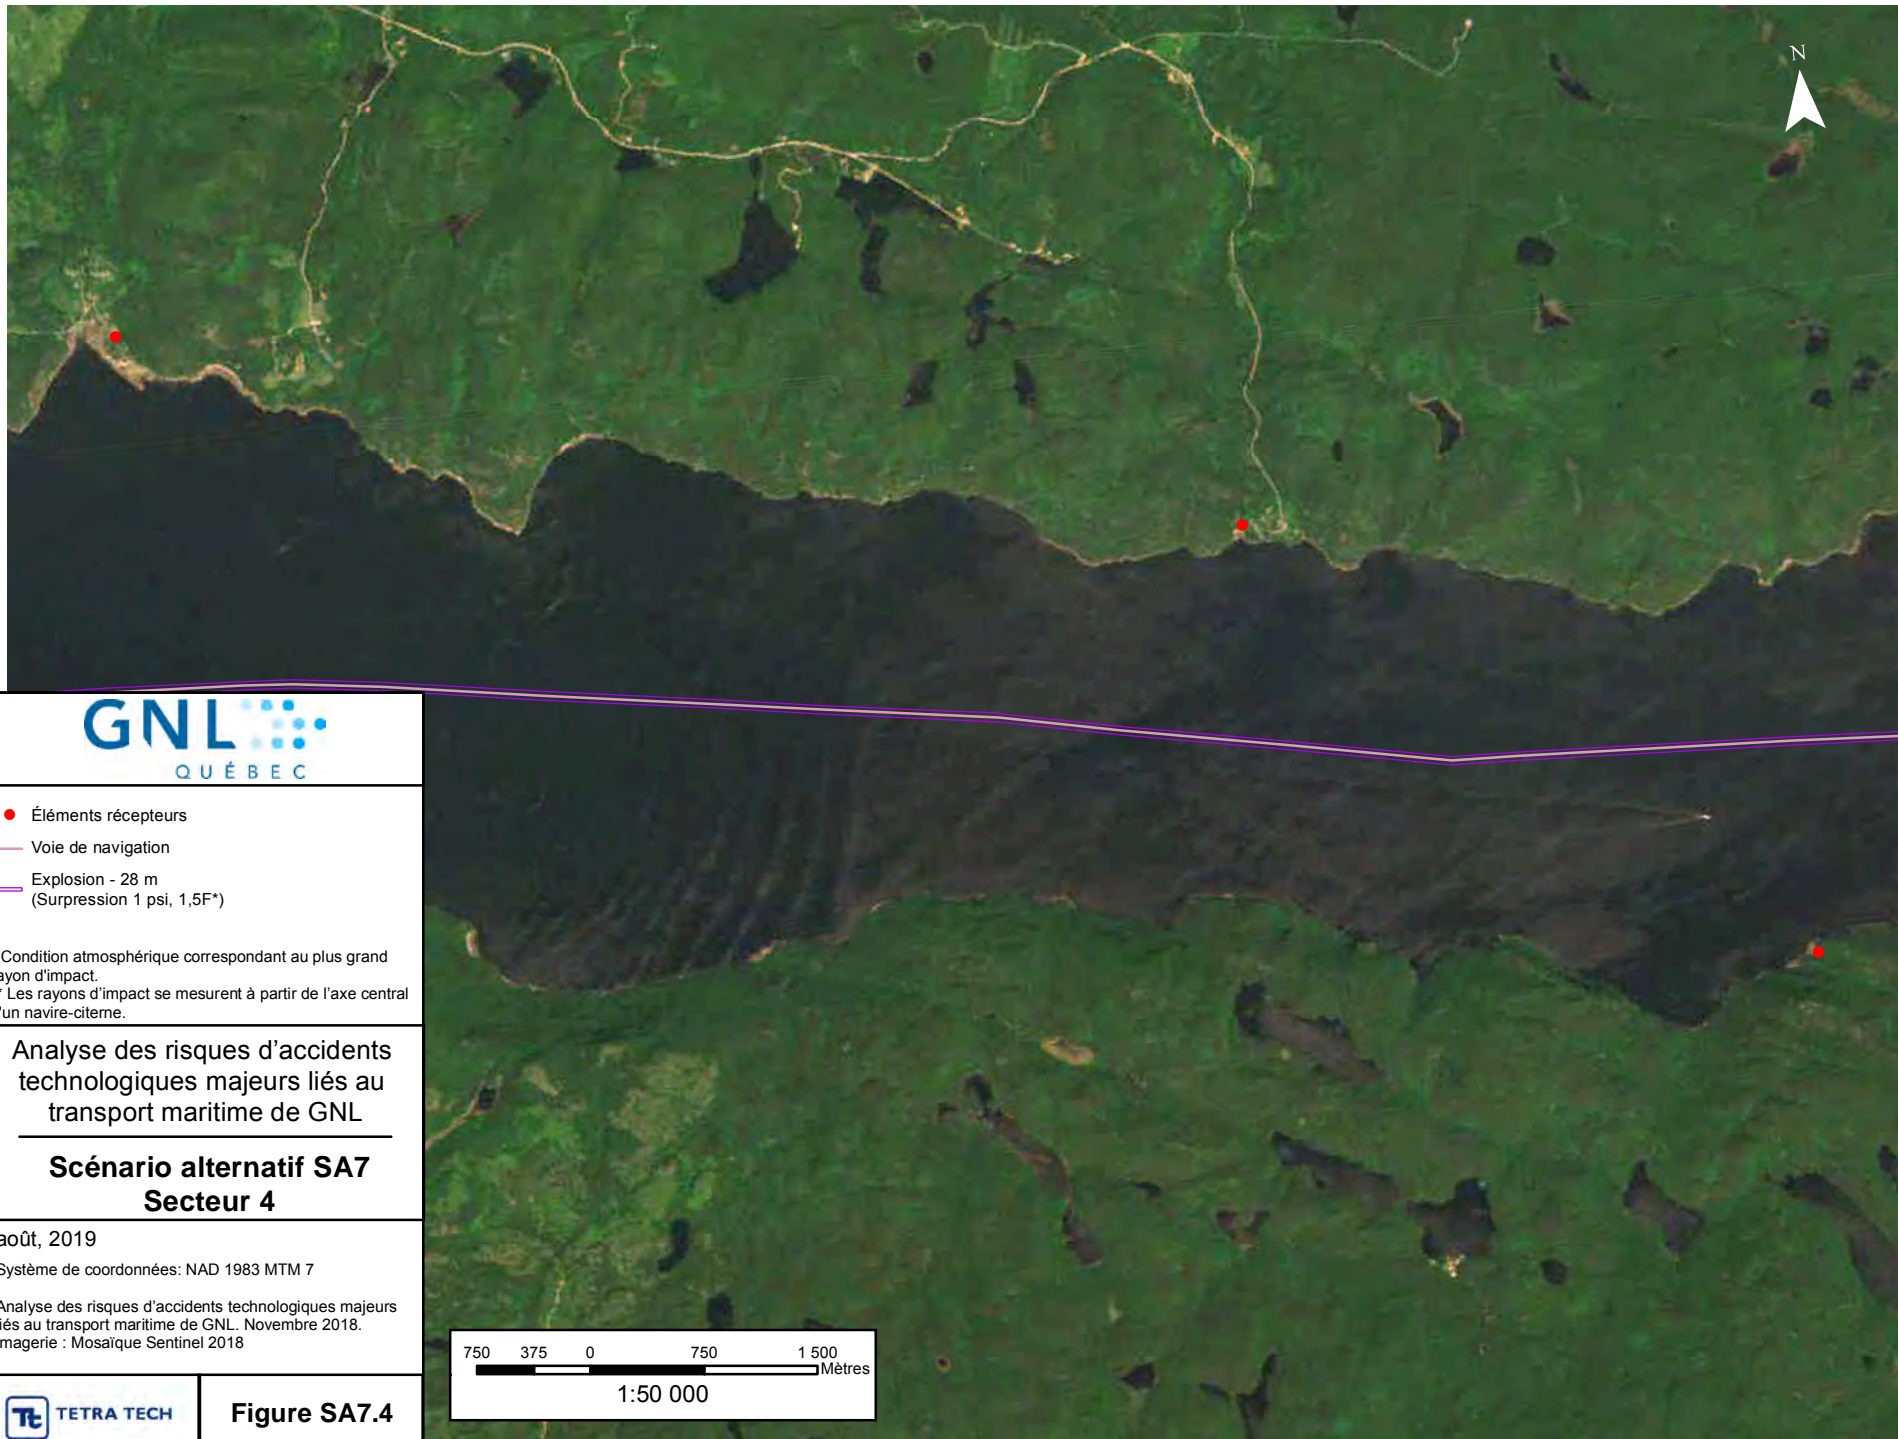 N
GNL
QUÉBEC
Éléments récepteurs
Voie de navigation
Explosion - 28 m
(Surpression 1 psi, 1,5F*)
Condition atmosphérique correspondant au plus grand
ayon d'impact.
* Les rayons d'impact se mesurent à partir de l'axe central
'un navire-citerne.
Analyse des risques d'accidents
technologiques majeurs liés au
transport maritime de GNL
Scénario alternatif SA7
Secteur 4
août, 2019
Système de coordonnées: NAD 1983 MTM 7
Analyse des risques d'accidents technologiques majeurs
iés au transport maritime de GNL. Novembre 2018.
magerie : Mosaïque Sentinel 2018
Tt TETRA TECH
Figure SA7.4
750 375 0 750 1 500
Mètres
1:50 000